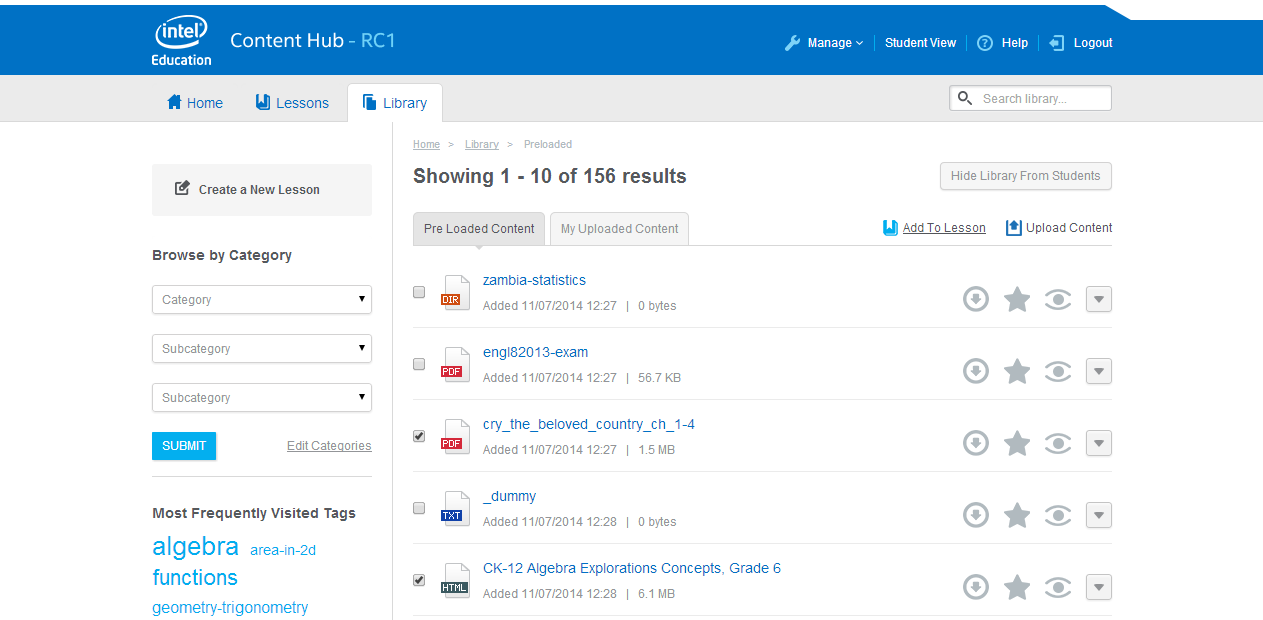 intel
Education
Content Hub - RC1
Manage
Student View
Help
Logout
Home
Lessons
Library
Search library...
Home > Library > Preloaded
Showing 1 - 10 of 156 results
Hide Library From Students
Create a New Lesson
Pre Loaded Content
My Uploaded Content
Add To Lesson
Upload Content
Browse by Category
Category
Subcategory
Subcategory
SUBMIT
Edit Categories
Most Frequently Visited Tags
algebra area-in-2d
functions
geometry-trigonometry
DIR
zambia-statistics
Added 11/07/2014 12:27 | 0 bytes
PDF
engl82013-exam
Added 11/07/2014 12:27 | 56.7 KB
PDF
cry_the_beloved_country_ch_1-4
Added 11/07/2014 12:27 | 1.5 MB
TXT
_dummy
Added 11/07/2014 12:28 | 0 bytes
HTML
CK-12 Algebra Explorations Concepts, Grade 6
Added 11/07/2014 12:28 | 6.1 MB